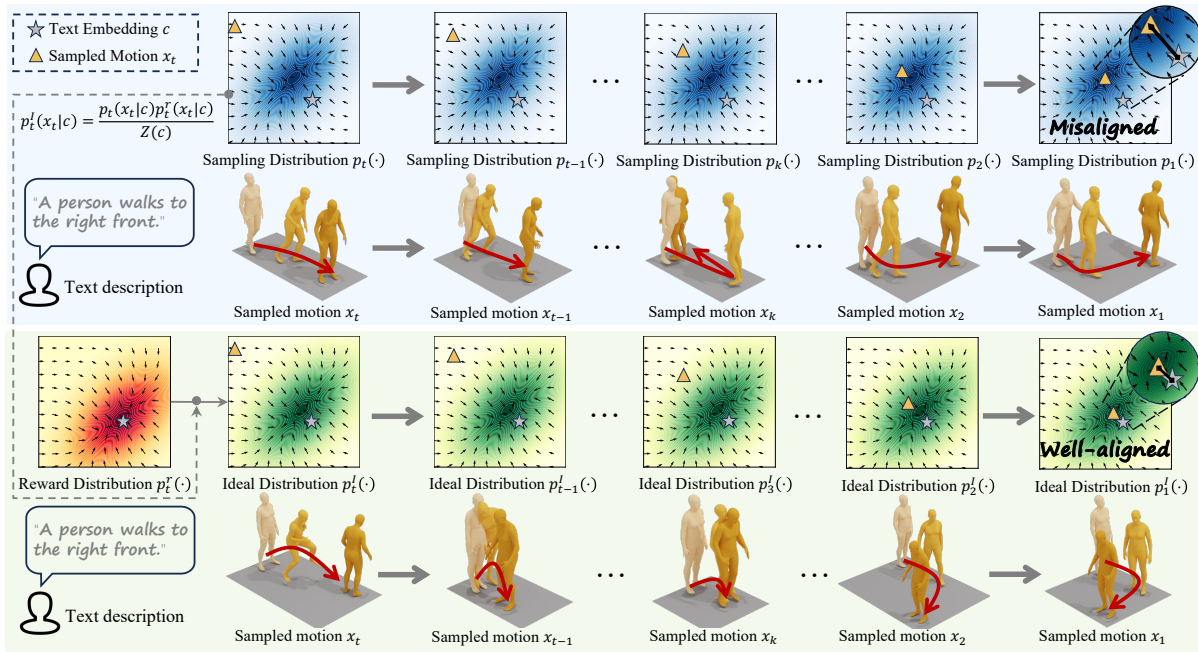 Text Embedding c
Sampled Motion x_t
p_t^I(x_t|c) = p_t(x_t|c)p_t^r(x_t|c) / Z(c)
Misaligned
Sampling Distribution p_t(·)
Sampling Distribution p_{t−1}(·)
Sampling Distribution p_k(·)
Sampling Distribution p_2(·)
Sampling Distribution p_1(·)
"A person walks to
the right front."
Text description
...
...
Sampled motion x_t
Sampled motion x_{t−1}
Sampled motion x_k
Sampled motion x_2
Sampled motion x_1
Well-aligned
Reward Distribution p_t^r(·)
Ideal Distribution p_t^I(·)
Ideal Distribution p_{t−1}^I(·)
Ideal Distribution p_3^I(·)
Ideal Distribution p_2^I(·)
Ideal Distribution p_1^I(·)
"A person walks to
the right front."
Text description
Sampled motion x_t
Sampled motion x_{t−1}
Sampled motion x_k
Sampled motion x_2
Sampled motion x_1